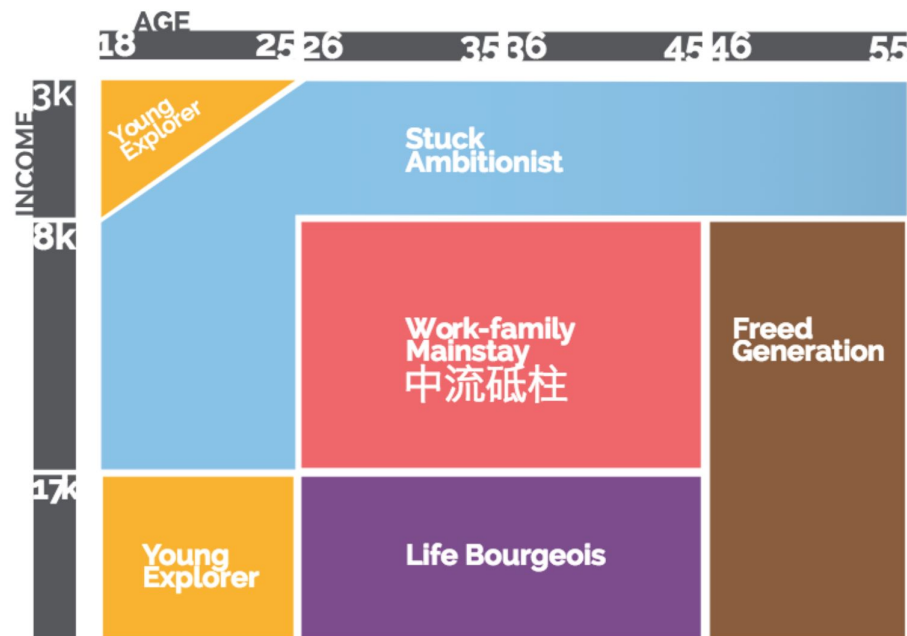 AGE
18 25 26 35 36 45 46 55
INCOME
3k
Young
Explorer
Stuck
Ambitionist
8k
Work-family
Mainstay
中流砥柱
Freed
Generation
17k
Young
Explorer
Life Bourgeois